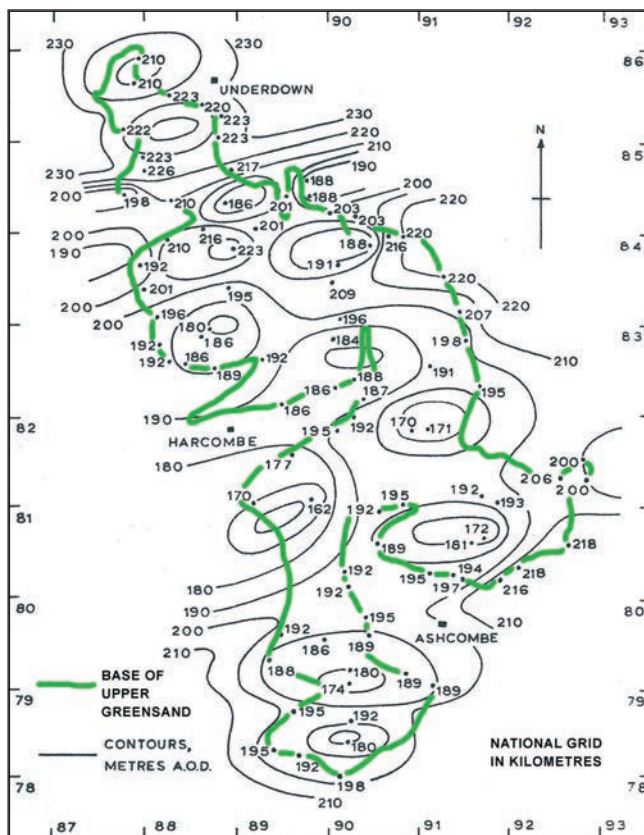 90 91 92 93
230 230
210
86
210
223 UNDERDOWN
220
223
230
222 223
220
210
85
223
230 226 217 190
188
200 198 186 188 200
210 201 203 220
203
200 216 201 220
210 188 216 84
190 223
192 191
220
201 209
200 195 220
196 207
180 196
198 83
192 186 184
192 186 192 191 210
189 188
186 187 195
190 186
192 170 171
82
HARCOMBE 195
180 177 200
206
170 195 192 200
162 192 193
81
172
189 181 218
180 192 195 194 218
190 192 197 216
80
200 195 210
192 ASHCOMBE
210 186 189
188 180
174 189 189
79 79
BASE OF
UPPER
GREENSAND
195 192
CONTOURS,
METRES A.O.D.
195 180
192
NATIONAL GRID
IN KILOMETRES
78 198 78
210
87 88 89 90 91 92 93
N